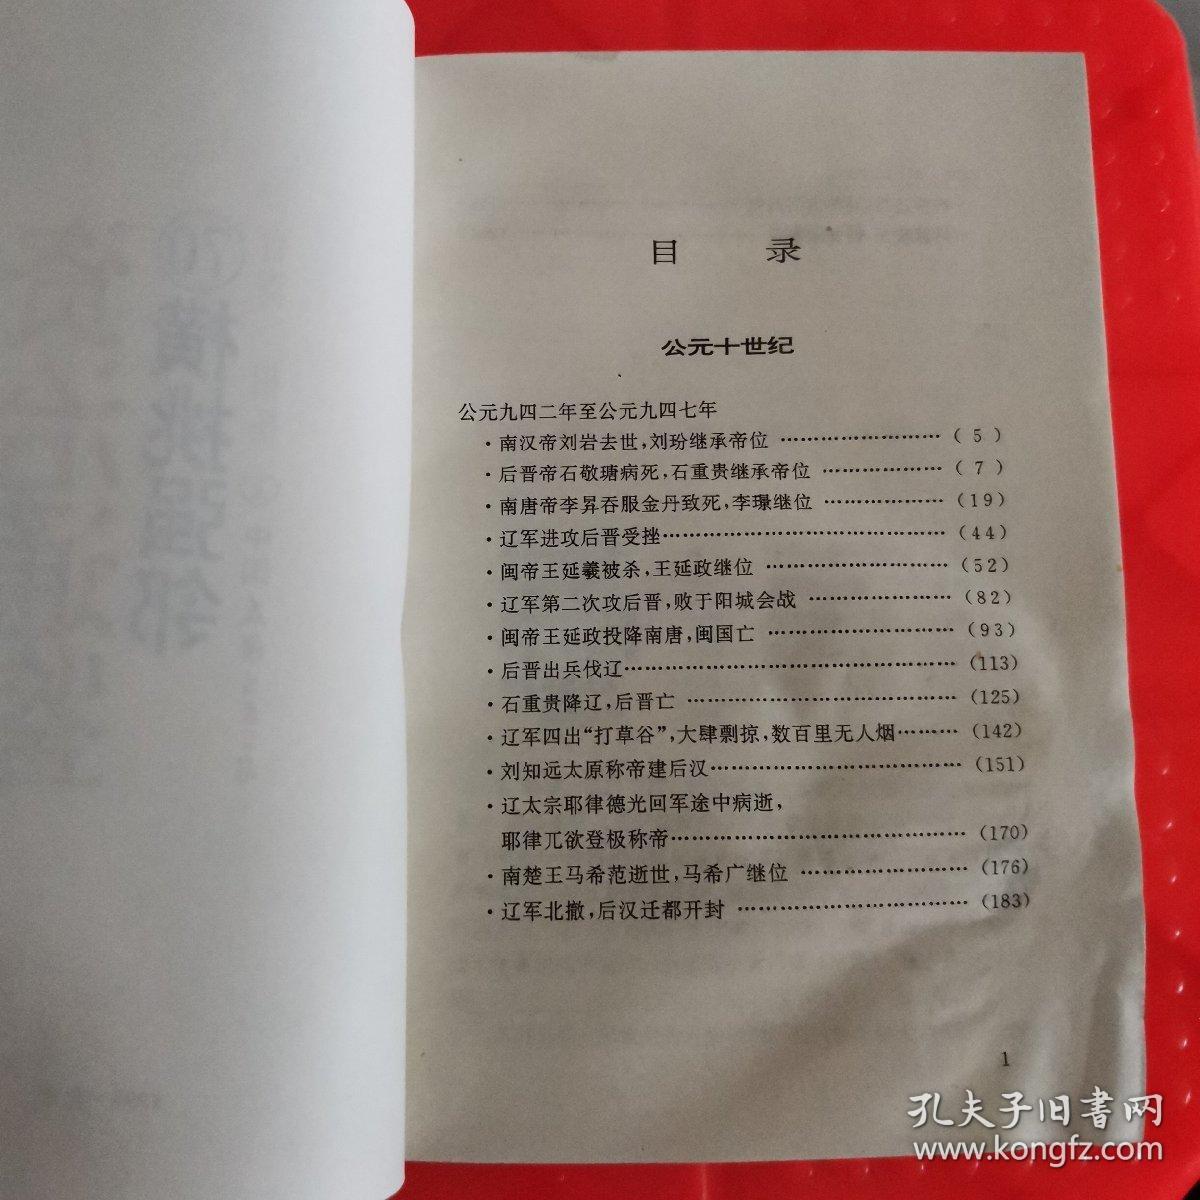 目 录
公元十世纪
公元九四二年至公元九四七年
·南汉帝刘岩去世,刘玢继承帝位 ……………………( 5 )
·后晋帝石敬瑭病死,石重贵继承帝位 ………………( 7 )
·南唐帝李昪吞服金丹致死,李璟继位 ………………(19)
·辽军进攻后晋受挫……………………………………(44)
·闽帝王延羲被杀,王延政继位 ………………………(52)
·辽军第二次攻后晋,败于阳城会战 …………………(82)
·闽帝王延政投降南唐,闽国亡 ………………………(93)
·后晋出兵伐辽…………………………………………(113)
·石重贵降辽,后晋亡 …………………………………(125)
·辽军四出“打草谷”,大肆剽掠,数百里无人烟………(142)
·刘知远太原称帝建后汉………………………………(151)
·辽太宗耶律德光回军途中病逝,
耶律兀欲登极称帝……………………………………(170)
·南楚王马希范逝世,马希广继位 ……………………(176)
·辽军北撤,后汉迁都开封 ……………………………(183)
1
孔夫子旧书网
www.kongfz.com